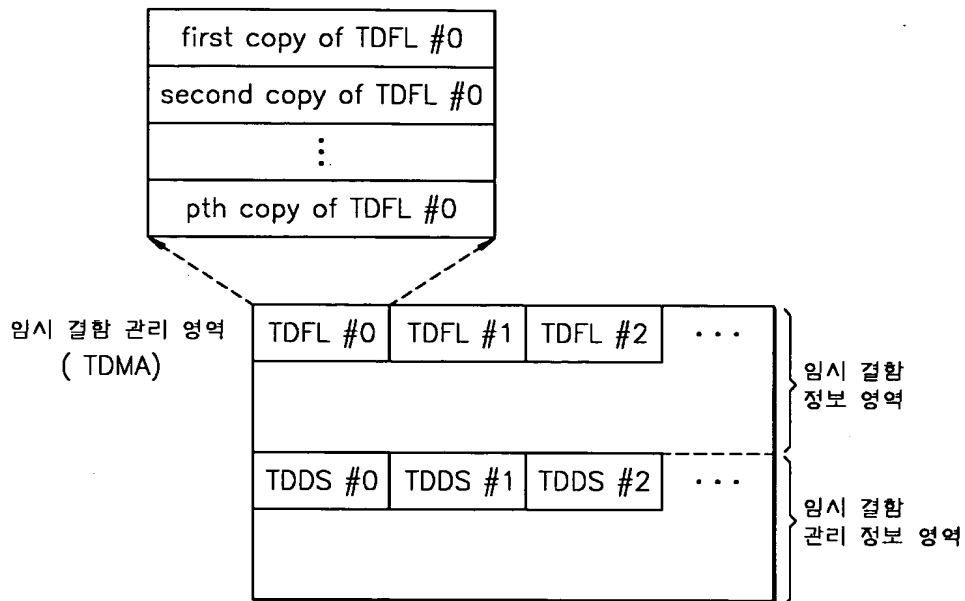 first copy of TDFL #0
second copy of TDFL #0
⋮
pth copy of TDFL #0
임시 결함 관리 영역
( TDMA)
TDFL #0 TDFL #1 TDFL #2 ···
임시 결함
정보 영역
TDDS #0 TDDS #1 TDDS #2 ···
임시 결함
관리 정보 영역